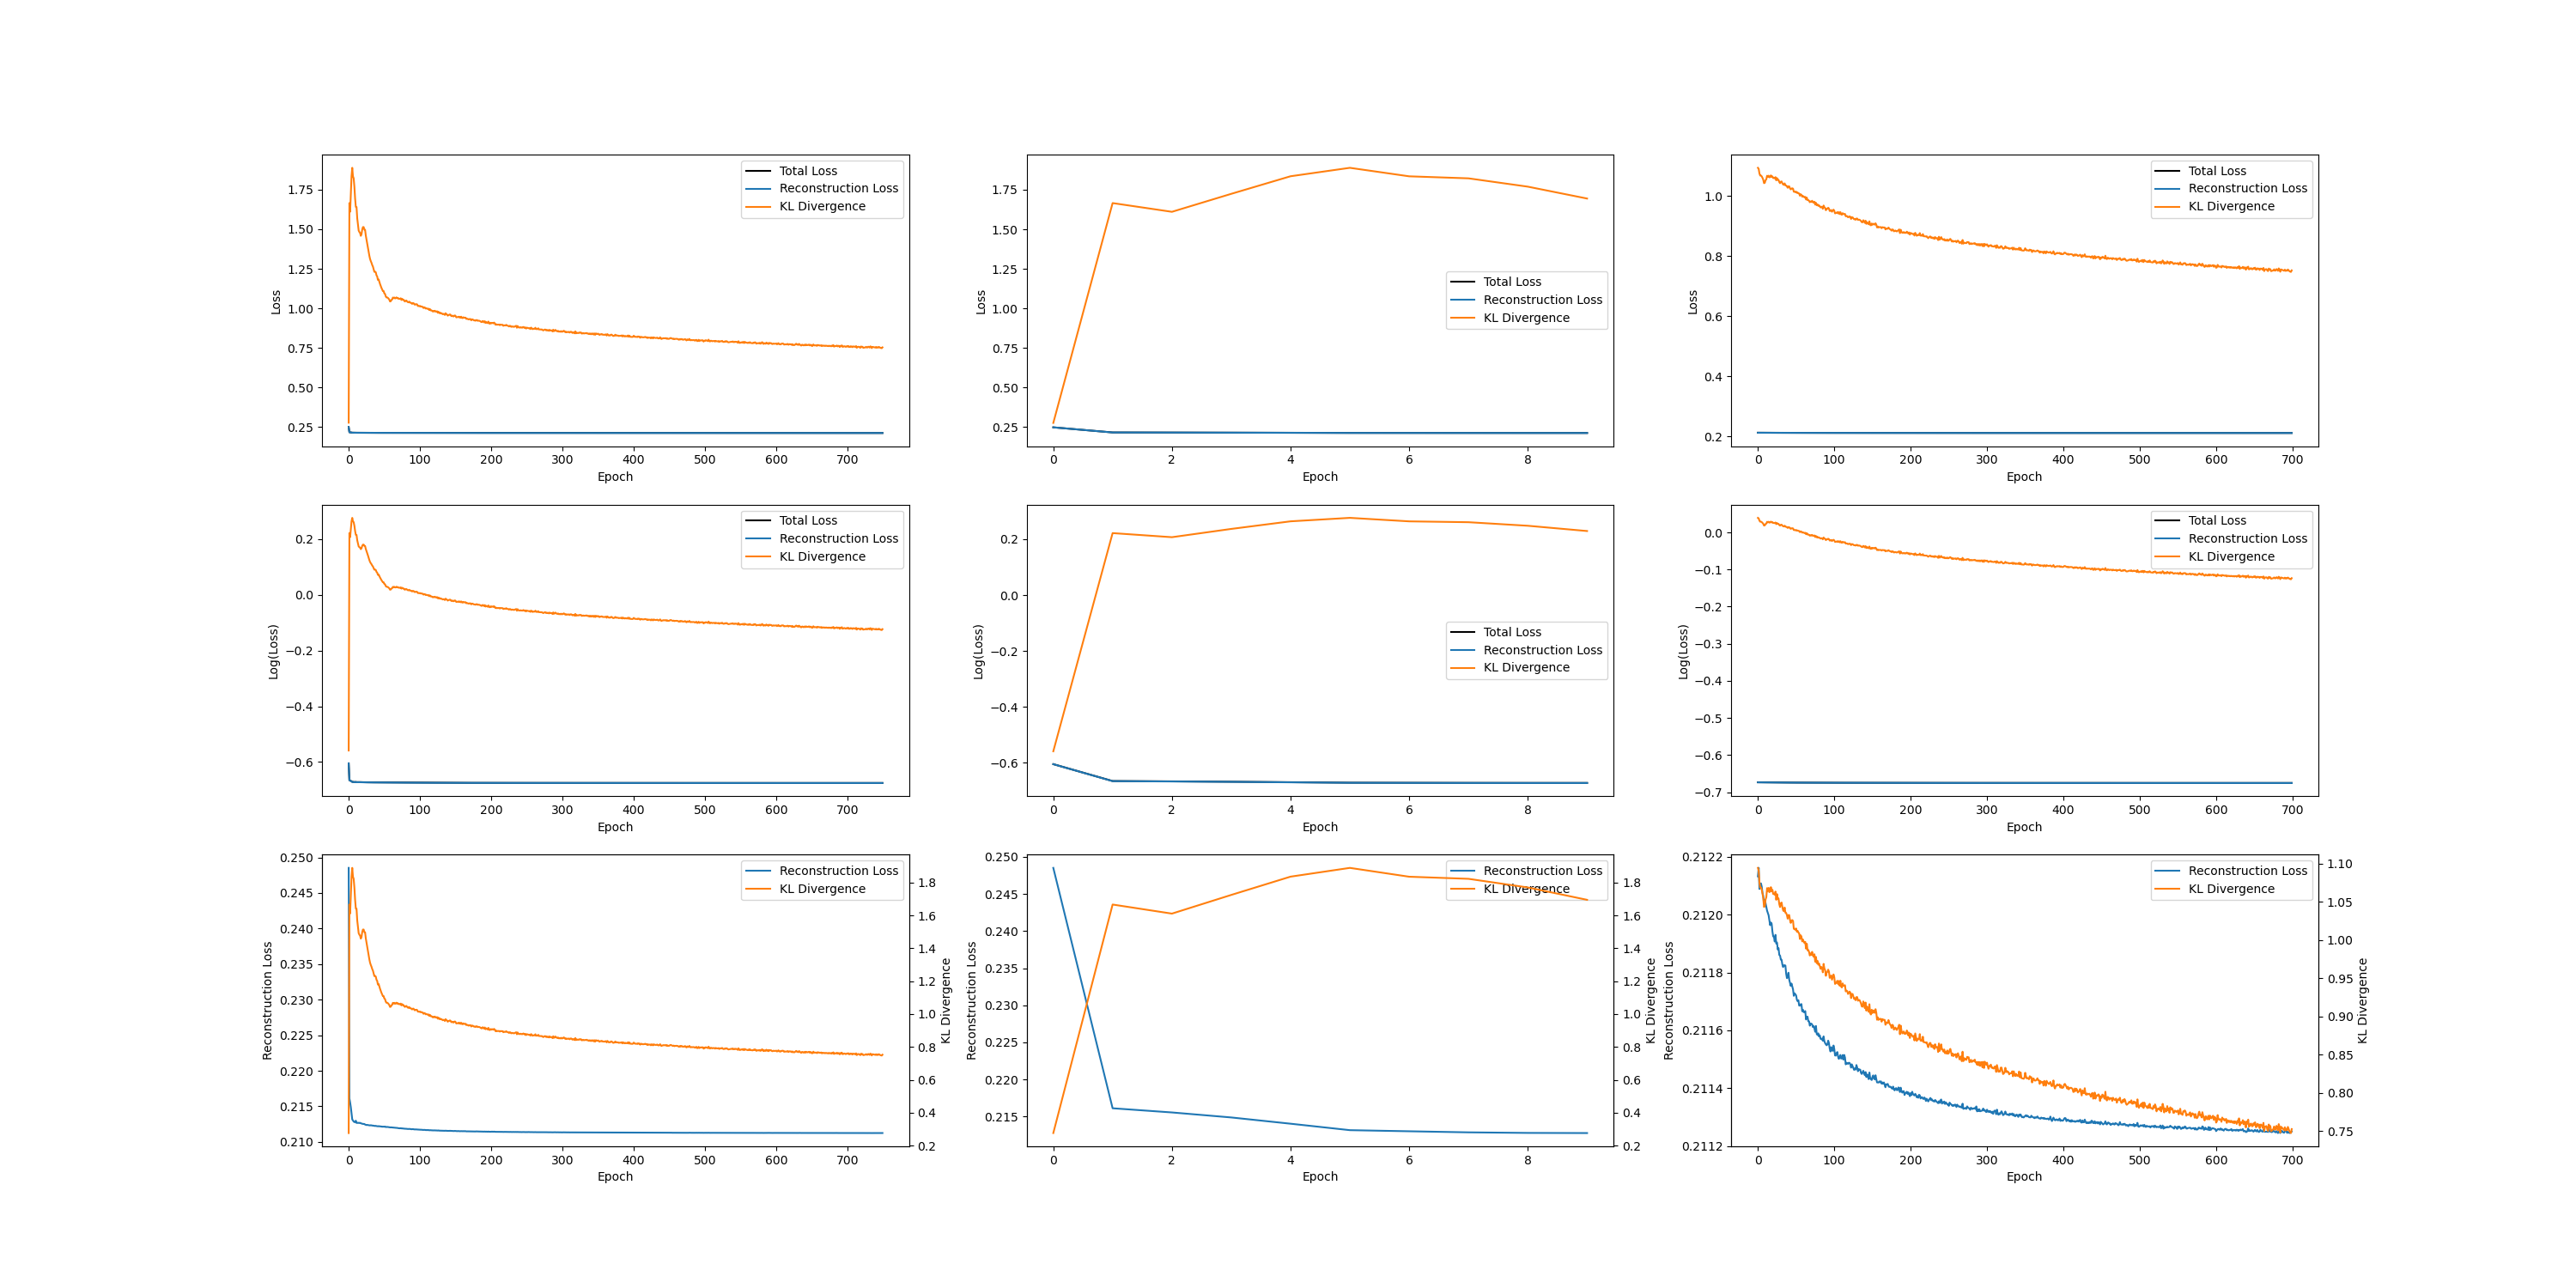 Loss
1.75
1.50
1.25
1.00
0.75
0.50
0.25
0 100 200 300 400 500 600 700
Epoch
Total Loss
Reconstruction Loss
KL Divergence
Loss
1.75
1.50
1.25
1.00
0.75
0.50
0.25
0 2 4 6 8
Epoch
Total Loss
Reconstruction Loss
KL Divergence
Loss
1.0
0.8
0.6
0.4
0.2
0 100 200 300 400 500 600 700
Epoch
Total Loss
Reconstruction Loss
KL Divergence
Log(Loss)
0.2
0.0
−0.2
−0.4
−0.6
0 100 200 300 400 500 600 700
Epoch
Total Loss
Reconstruction Loss
KL Divergence
Log(Loss)
0.2
0.0
−0.2
−0.4
−0.6
0 2 4 6 8
Epoch
Total Loss
Reconstruction Loss
KL Divergence
Log(Loss)
0.0
−0.1
−0.2
−0.3
−0.4
−0.5
−0.6
−0.7
0 100 200 300 400 500 600 700
Epoch
Total Loss
Reconstruction Loss
KL Divergence
Reconstruction Loss
0.250
0.245
0.240
0.235
0.230
0.225
0.220
0.215
0.210
0 100 200 300 400 500 600 700
Epoch
Reconstruction Loss
KL Divergence
1.8
1.6
1.4
1.2
1.0
0.8
0.6
0.4
0.2
KL Divergence
Reconstruction Loss
0.250
0.245
0.240
0.235
0.230
0.225
0.220
0.215
0 2 4 6 8
Epoch
Reconstruction Loss
KL Divergence
1.8
1.6
1.4
1.2
1.0
0.8
0.6
0.4
0.2
KL Divergence
Reconstruction Loss
0.2122
0.2120
0.2118
0.2116
0.2114
0.2112
0 100 200 300 400 500 600 700
Epoch
Reconstruction Loss
KL Divergence
1.10
1.05
1.00
0.95
0.90
0.85
0.80
0.75
KL Divergence